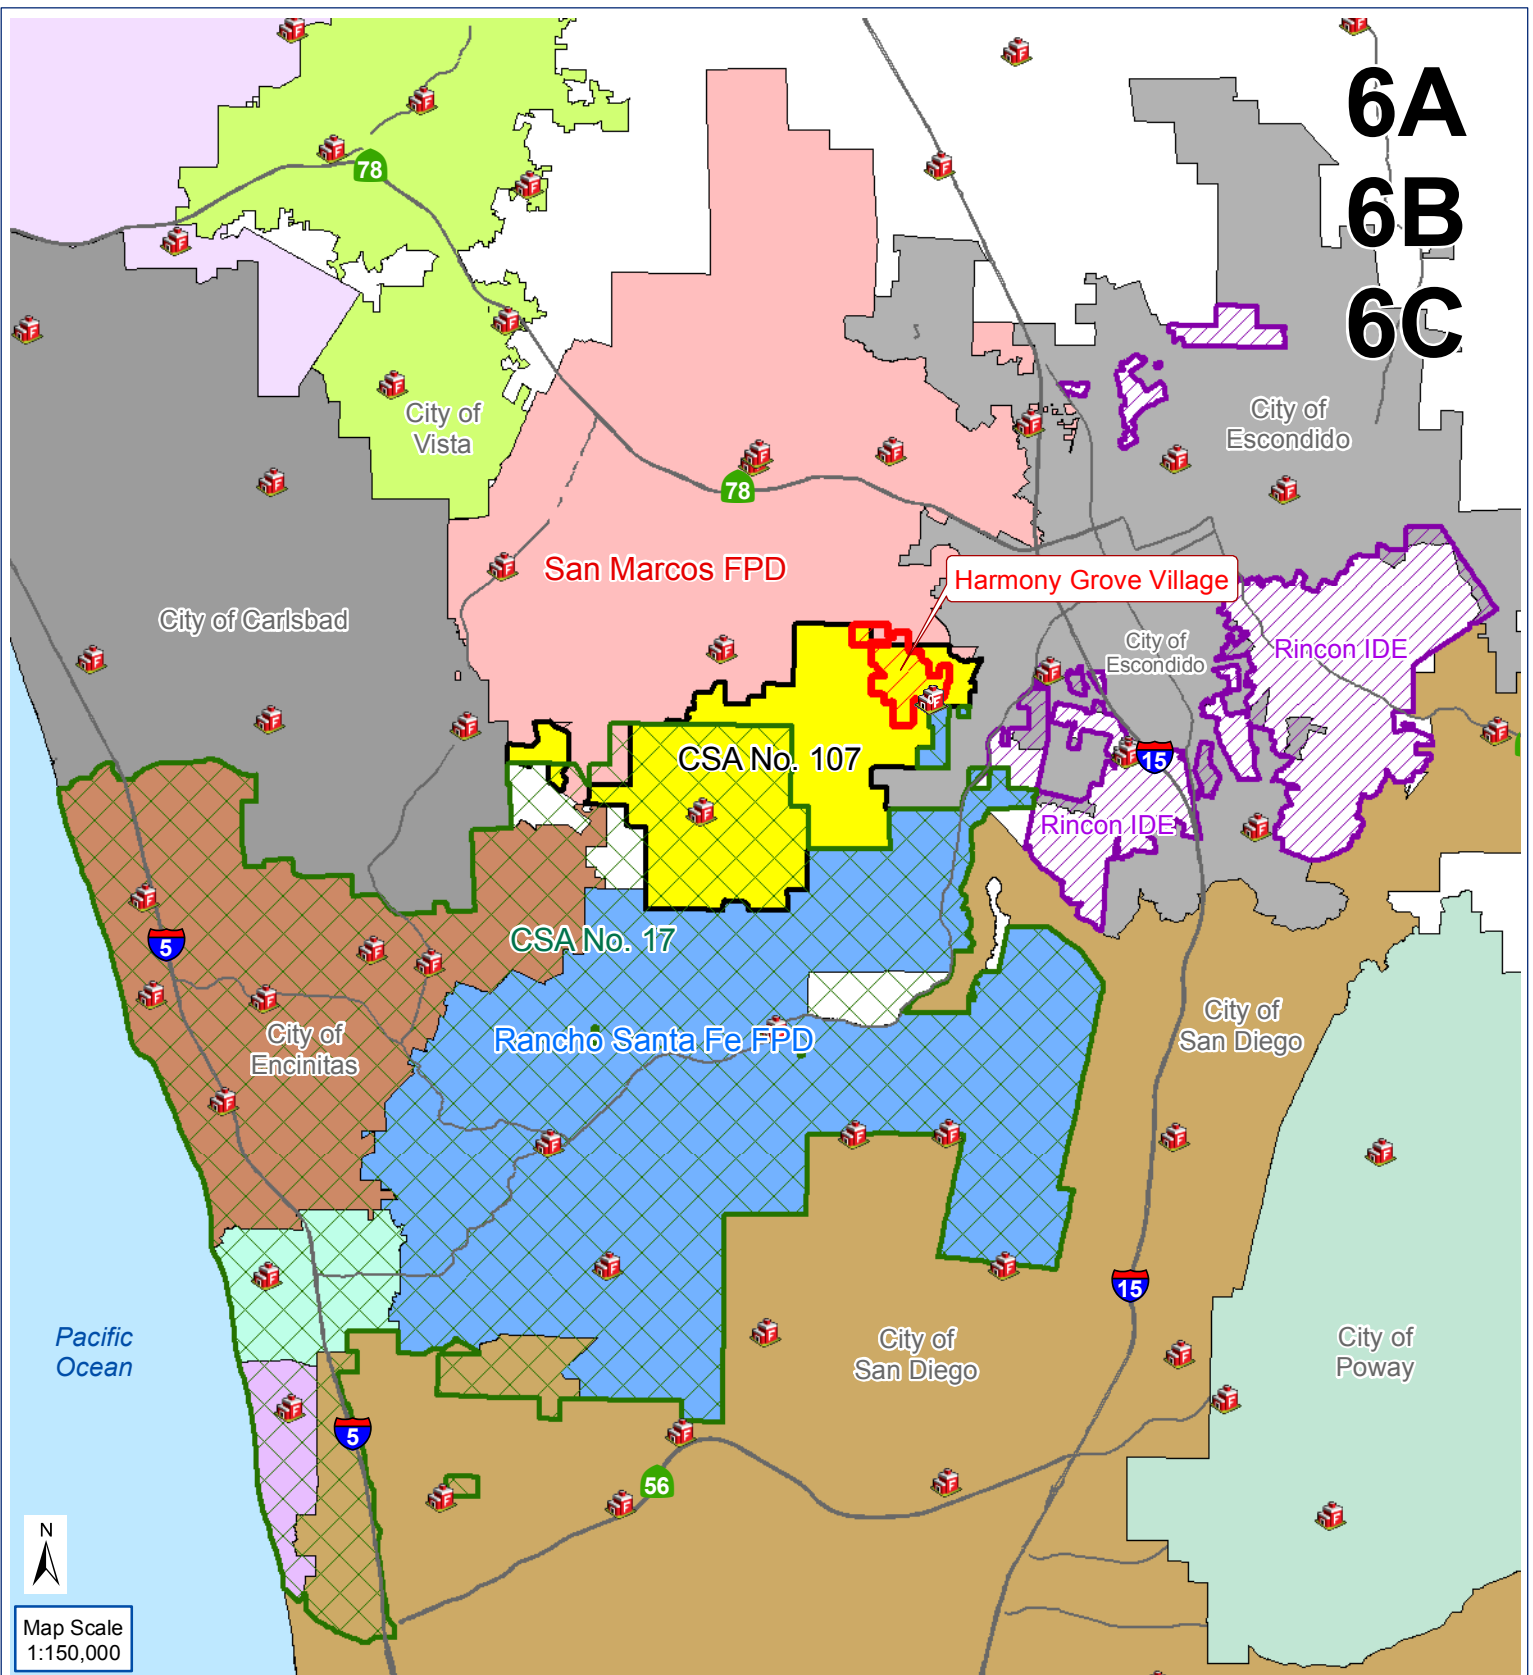 6A
78
6B
6C
City of
Vista
City of
Escondido
78
San Marcos FPD
Harmony Grove Village
City of Carlsbad
City of
Escondido
Rincon IDE
CSA No. 107
15
Rincon IDE
CSA No. 17
5
City of
Encinitas
Rancho Santa Fe FPD
City of
San Diego
15
Pacific
Ocean
City of
San Diego
City of
Poway
5
56
N
Map Scale
1:150,000